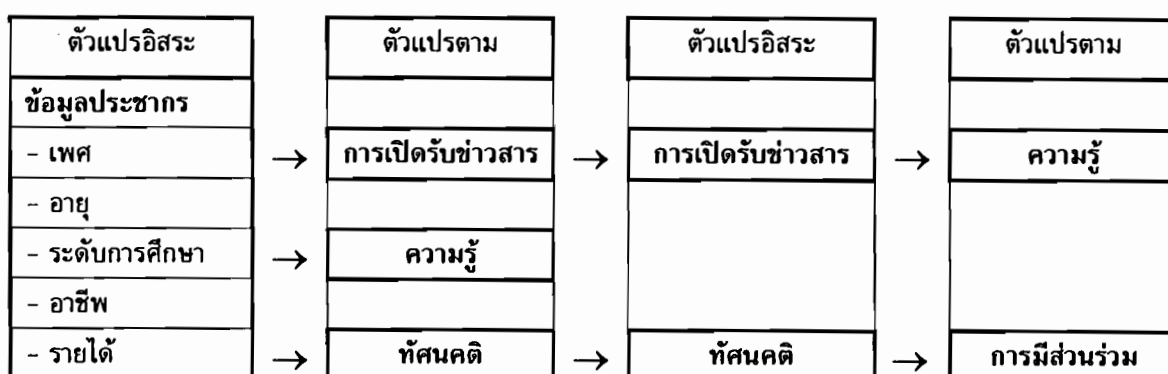 ตัวแปรอิสระ ตัวแปรตาม ตัวแปรอิสระ ตัวแปรตาม
ข้อมูลประชากร
- เพศ → การเปิดรับข่าวสาร → การเปิดรับข่าวสาร → ความรู้
- อายุ
- ระดับการศึกษา → ความรู้
- อาชีพ
- รายได้ → ทัศนคติ → ทัศนคติ → การมีส่วนร่วม